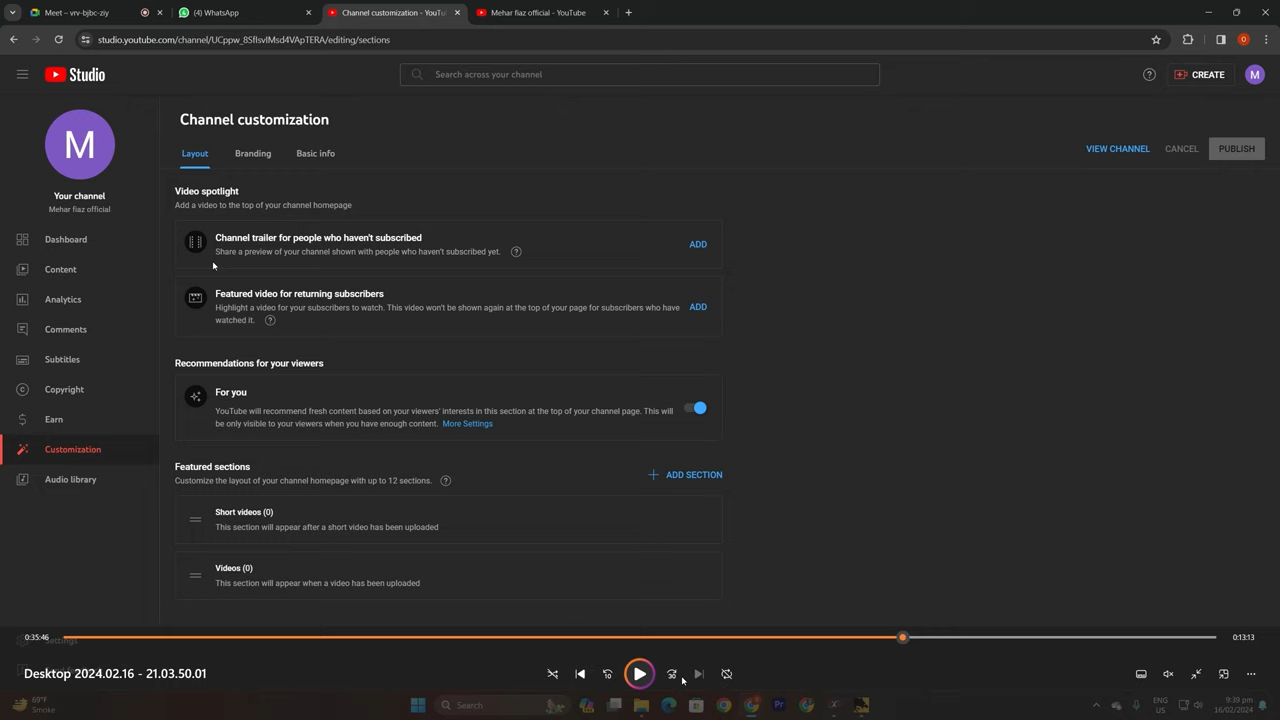 Meet – vrv-bjbc-ziy
(4) WhatsApp
Channel customization - YouTu
Mehar fiaz official - YouTube
studio.youtube.com/channel/UCppw_8SfIsvIMsd4VApTERA/editing/sections
Studio
Search across your channel
CREATE
M
M
Your channel
Mehar fiaz official
Dashboard
Content
Analytics
Comments
Subtitles
Copyright
Earn
Customization
Audio library
Channel customization
Layout
Branding
Basic info
VIEW CHANNEL
CANCEL
PUBLISH
Video spotlight
Add a video to the top of your channel homepage
Channel trailer for people who haven't subscribed
Share a preview of your channel shown with people who haven't subscribed yet.
ADD
Featured video for returning subscribers
Highlight a video for your subscribers to watch. This video won't be shown again at the top of your page for subscribers who have
watched it.
ADD
Recommendations for your viewers
For you
YouTube will recommend fresh content based on your viewers' interests in this section at the top of your channel page. This will
be only visible to your viewers when you have enough content. More Settings
Featured sections
Customize the layout of your channel homepage with up to 12 sections.
ADD SECTION
Short videos (0)
This section will appear after a short video has been uploaded
Videos (0)
This section will appear when a video has been uploaded
0:35:46
Settings
0:13:13
Desktop 2024.02.16 - 21.03.50.01
10
30
69°F
Smoke
Search
ENG
US
9:39 pm
16/02/2024